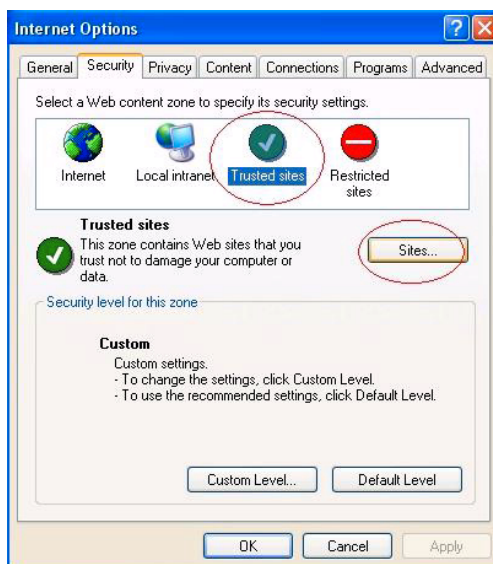 Internet Options
General Security Privacy Content Connections Programs Advanced
Select a Web content zone to specify its security settings.
Internet Local intranet Trusted sites Restricted
sites
Trusted sites
This zone contains Web sites that you
trust not to damage your computer or
data.
Sites...
Security level for this zone
Custom
Custom settings.
- To change the settings, click Custom Level.
- To use the recommended settings, click Default Level.
Custom Level... Default Level
OK Cancel Apply